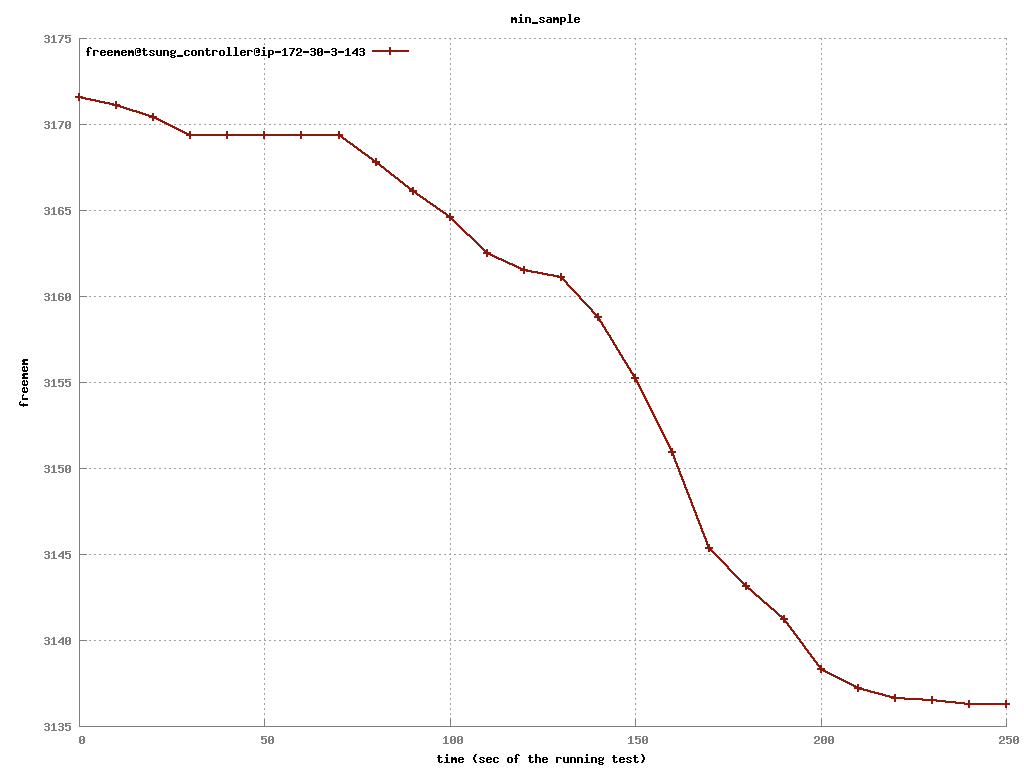 min_sample
3175
freemem@tsung_controller@ip-172-30-3-143
3170
3165
3160
freemem
3155
3150
3145
3140
3135
0 50 100 150 200 250
time (sec of the running test)